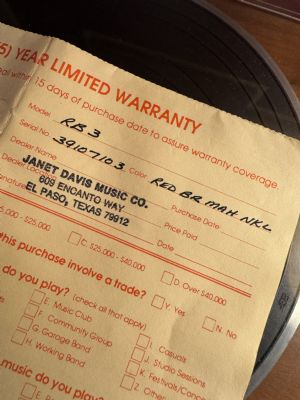 (5) YEAR LIMITED WARRANTY
within 15 days of purchase date to assure warranty coverage.
Model RB3
Serial No. 39107103 Color RED BR MAH NKL
Dealer Name Purchase Date
JANET DAVIS MUSIC CO.
Dealer Location Price Paid
609 ENCANTO WAY
EL PASO, TEXAS 79912
Signature Date
5,000 - $25,000 C. $25,000 - $40,000 D. Over $40,000
this purchase involve a trade? Y. Yes N. No
do you play? (check all that apply)
E. Music Club I. Casuals
F. Community Group J. Studio Sessions
G. Garage Band K. Festivals/Conce
H. Working Band Z. Other
music do you play?